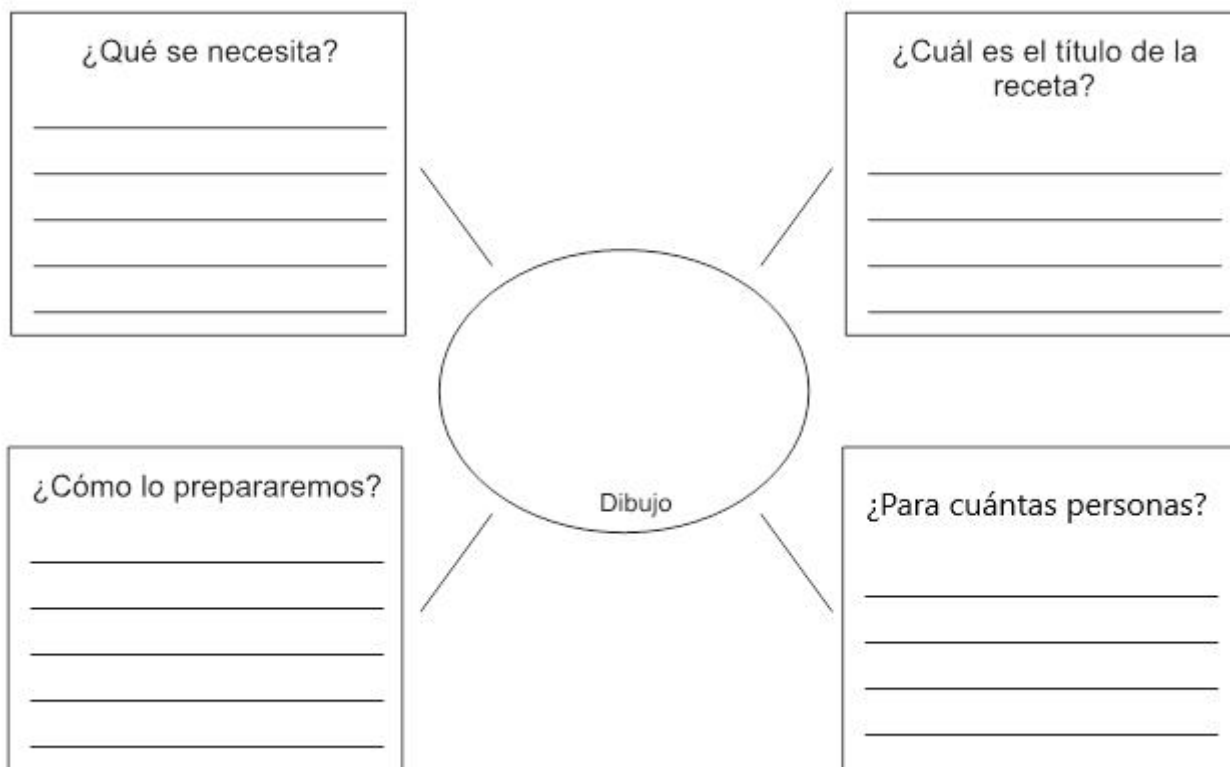 ¿Qué se necesita?
¿Cuál es el título de la
receta?
Dibujo
¿Cómo lo prepararemos?
¿Para cuántas personas?